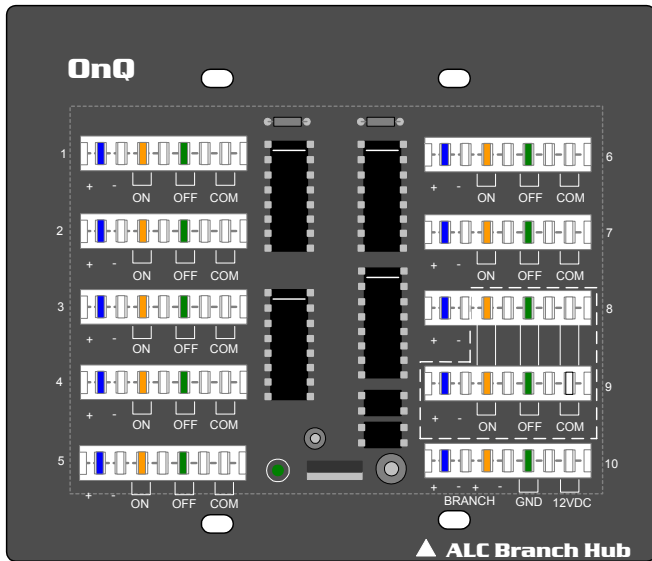 OnQ
1
+ - ON OFF COM
2
+ - ON OFF COM
3
+ - ON OFF COM
4
+ - ON OFF COM
5
+ - ON OFF COM
6
+ - ON OFF COM
7
+ - ON OFF COM
8
+ -
9
+ - ON OFF COM
10
+ - + -
BRANCH GND 12VDC
ALC Branch Hub